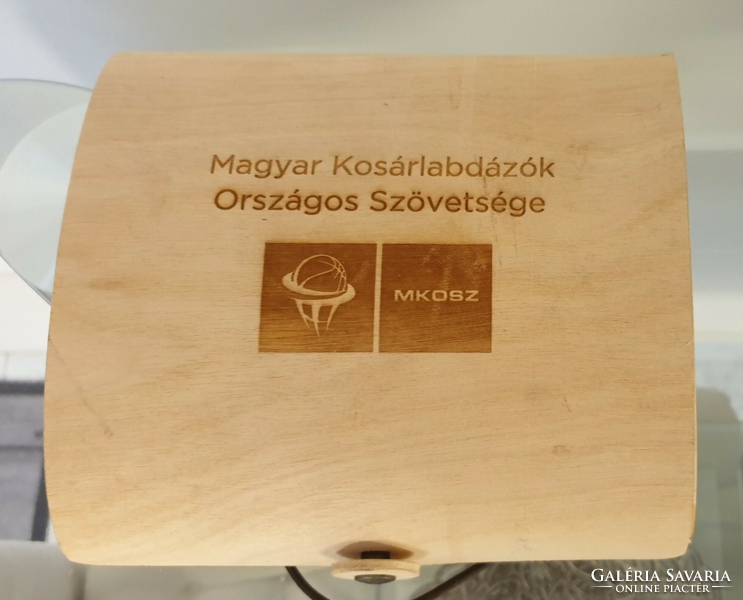 Magyar Kosárlabdázók
Országos Szövetsége
MKOSZ
GALÉRIA SAVARIA
ONLINE PIACTÉR